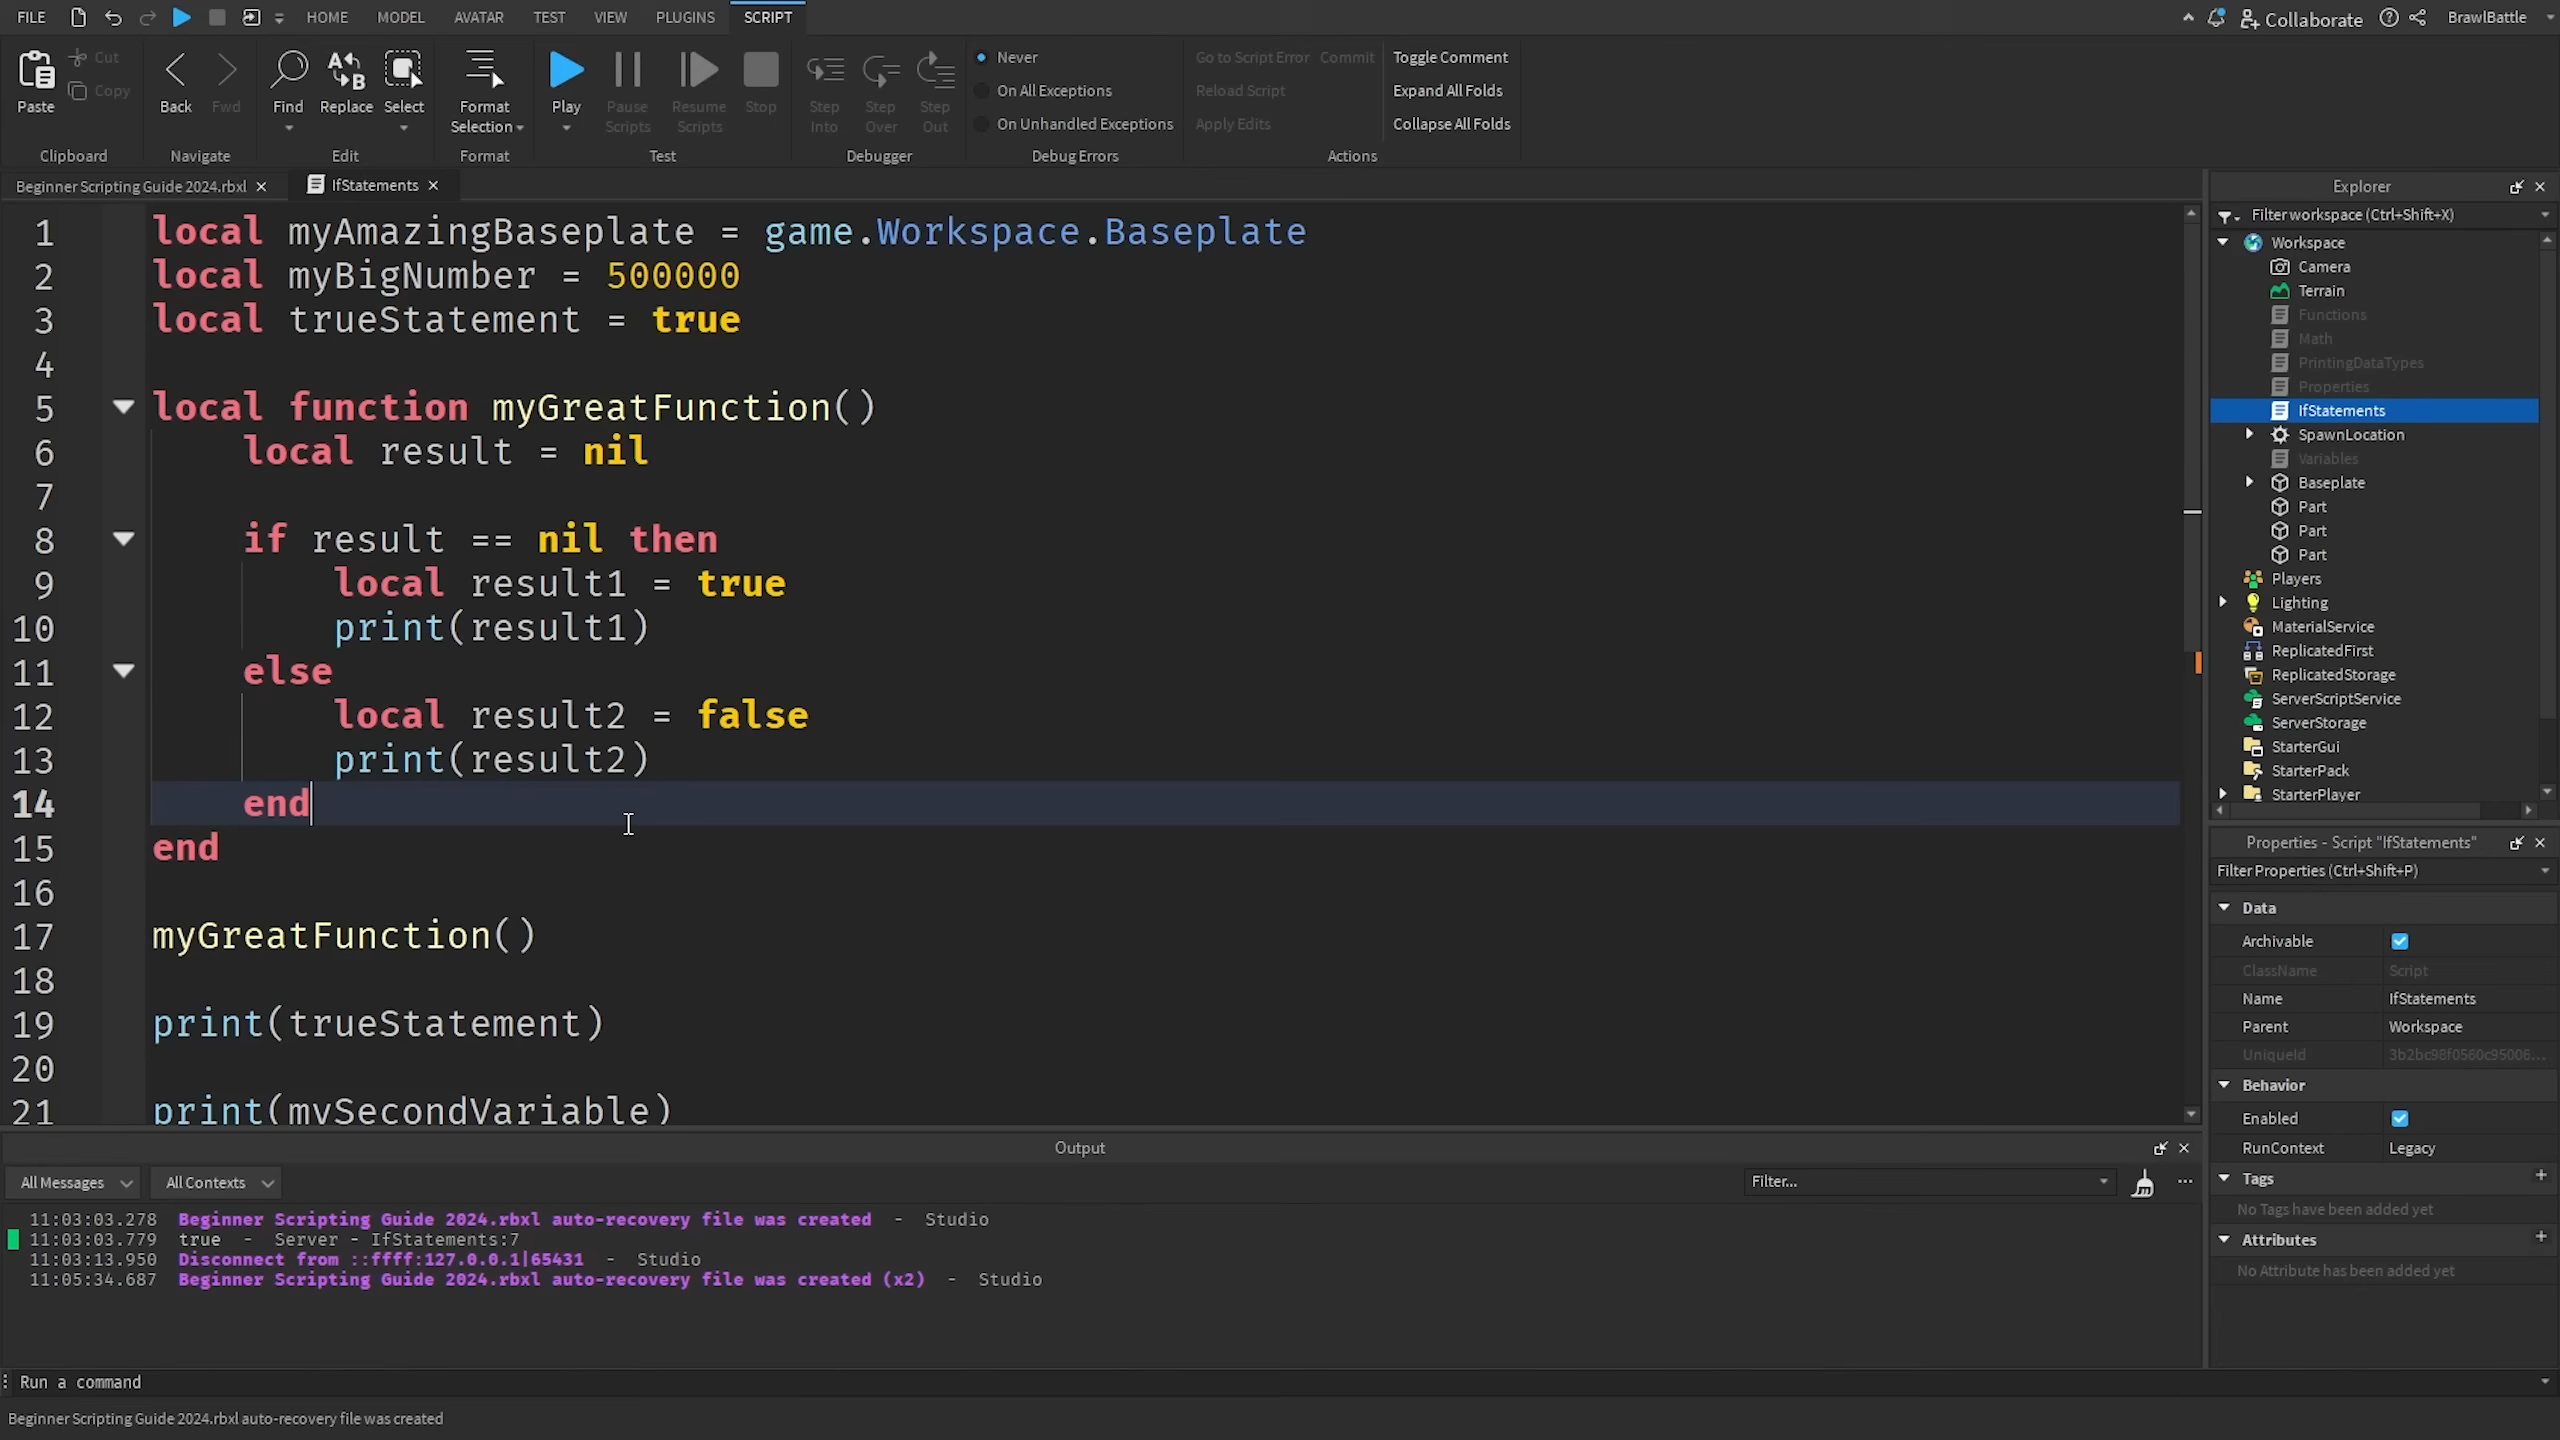 FILE HOME MODEL AVATAR TEST VIEW PLUGINS SCRIPT Collaborate BrawlBattle
Paste Cut Copy
Clipboard
Back Fwd
Navigate
Find Replace Select
Edit
Format Selection
Format
Play Pause Scripts Resume Scripts Stop
Test
Step Into Step Over Step Out
Debugger
Never
On All Exceptions
On Unhandled Exceptions
Debug Errors
Go to Script Error Commit
Reload Script
Apply Edits
Toggle Comment
Expand All Folds
Collapse All Folds
Actions
Beginner Scripting Guide 2024.rbxl × IfStatements ×
1 local myAmazingBaseplate = game.Workspace.Baseplate
2 local myBigNumber = 500000
3 local trueStatement = true
4
5 local function myGreatFunction()
6 local result = nil
7
8 if result == nil then
9 local result1 = true
10 print(result1)
11 else
12 local result2 = false
13 print(result2)
14 end
15 end
16
17 myGreatFunction()
18
19 print(trueStatement)
20
21 print(mySecondVariable)
Output
All Messages All Contexts Filter...
11:03:03.278 Beginner Scripting Guide 2024.rbxl auto-recovery file was created - Studio
11:03:03.779 true - Server - IfStatements:7
11:03:13.950 Disconnect from ::ffff:127.0.0.1|65431 - Studio
11:05:34.687 Beginner Scripting Guide 2024.rbxl auto-recovery file was created (x2) - Studio
Run a command
Beginner Scripting Guide 2024.rbxl auto-recovery file was created
Explorer
Filter workspace (Ctrl+Shift+X)
Workspace
Camera
Terrain
Functions
Math
PrintingDataTypes
Properties
IfStatements
SpawnLocation
Variables
Baseplate
Part
Part
Part
Players
Lighting
MaterialService
ReplicatedFirst
ReplicatedStorage
ServerScriptService
ServerStorage
StarterGui
StarterPack
StarterPlayer
Properties - Script "IfStatements"
Filter Properties (Ctrl+Shift+P)
Data
Archivable
ClassName Script
Name IfStatements
Parent Workspace
UniqueId 3b2bc98f0560c95006...
Behavior
Enabled
RunContext Legacy
Tags
No Tags have been added yet
Attributes
No Attribute has been added yet